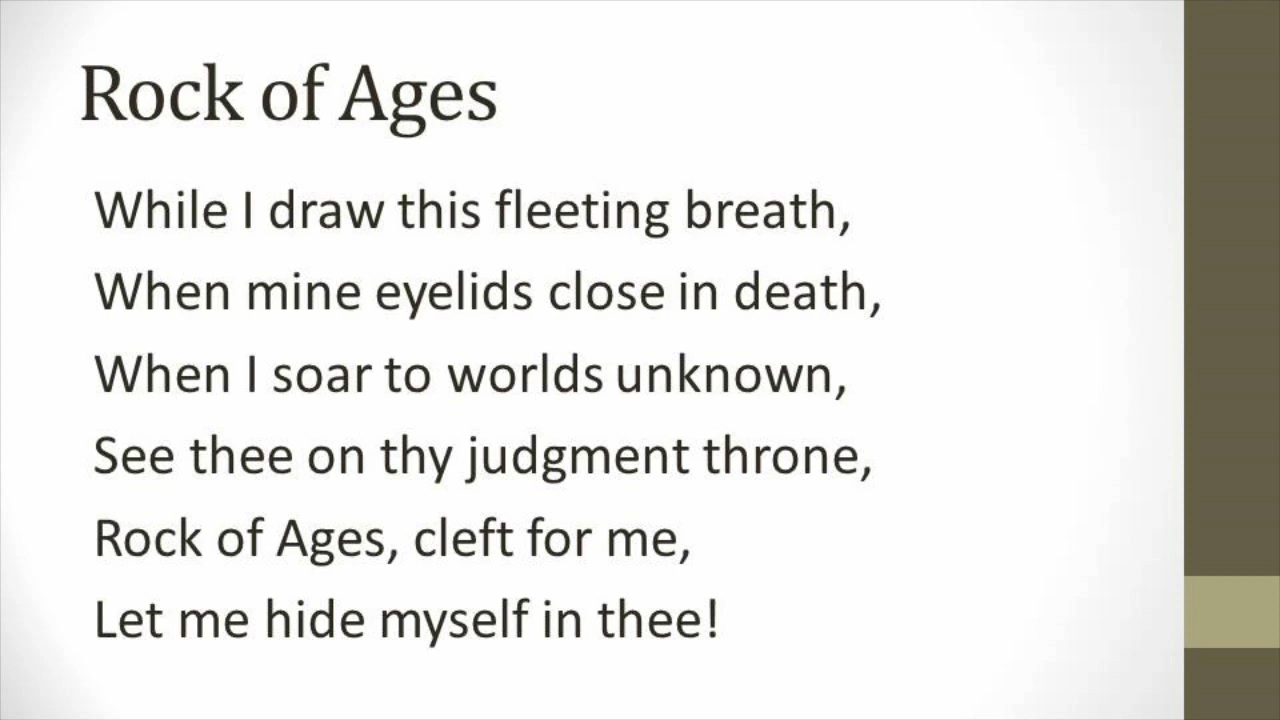 Rock of Ages
While I draw this fleeting breath,
When mine eyelids close in death,
When I soar to worlds unknown,
See thee on thy judgment throne,
Rock of Ages, cleft for me,
Let me hide myself in thee!